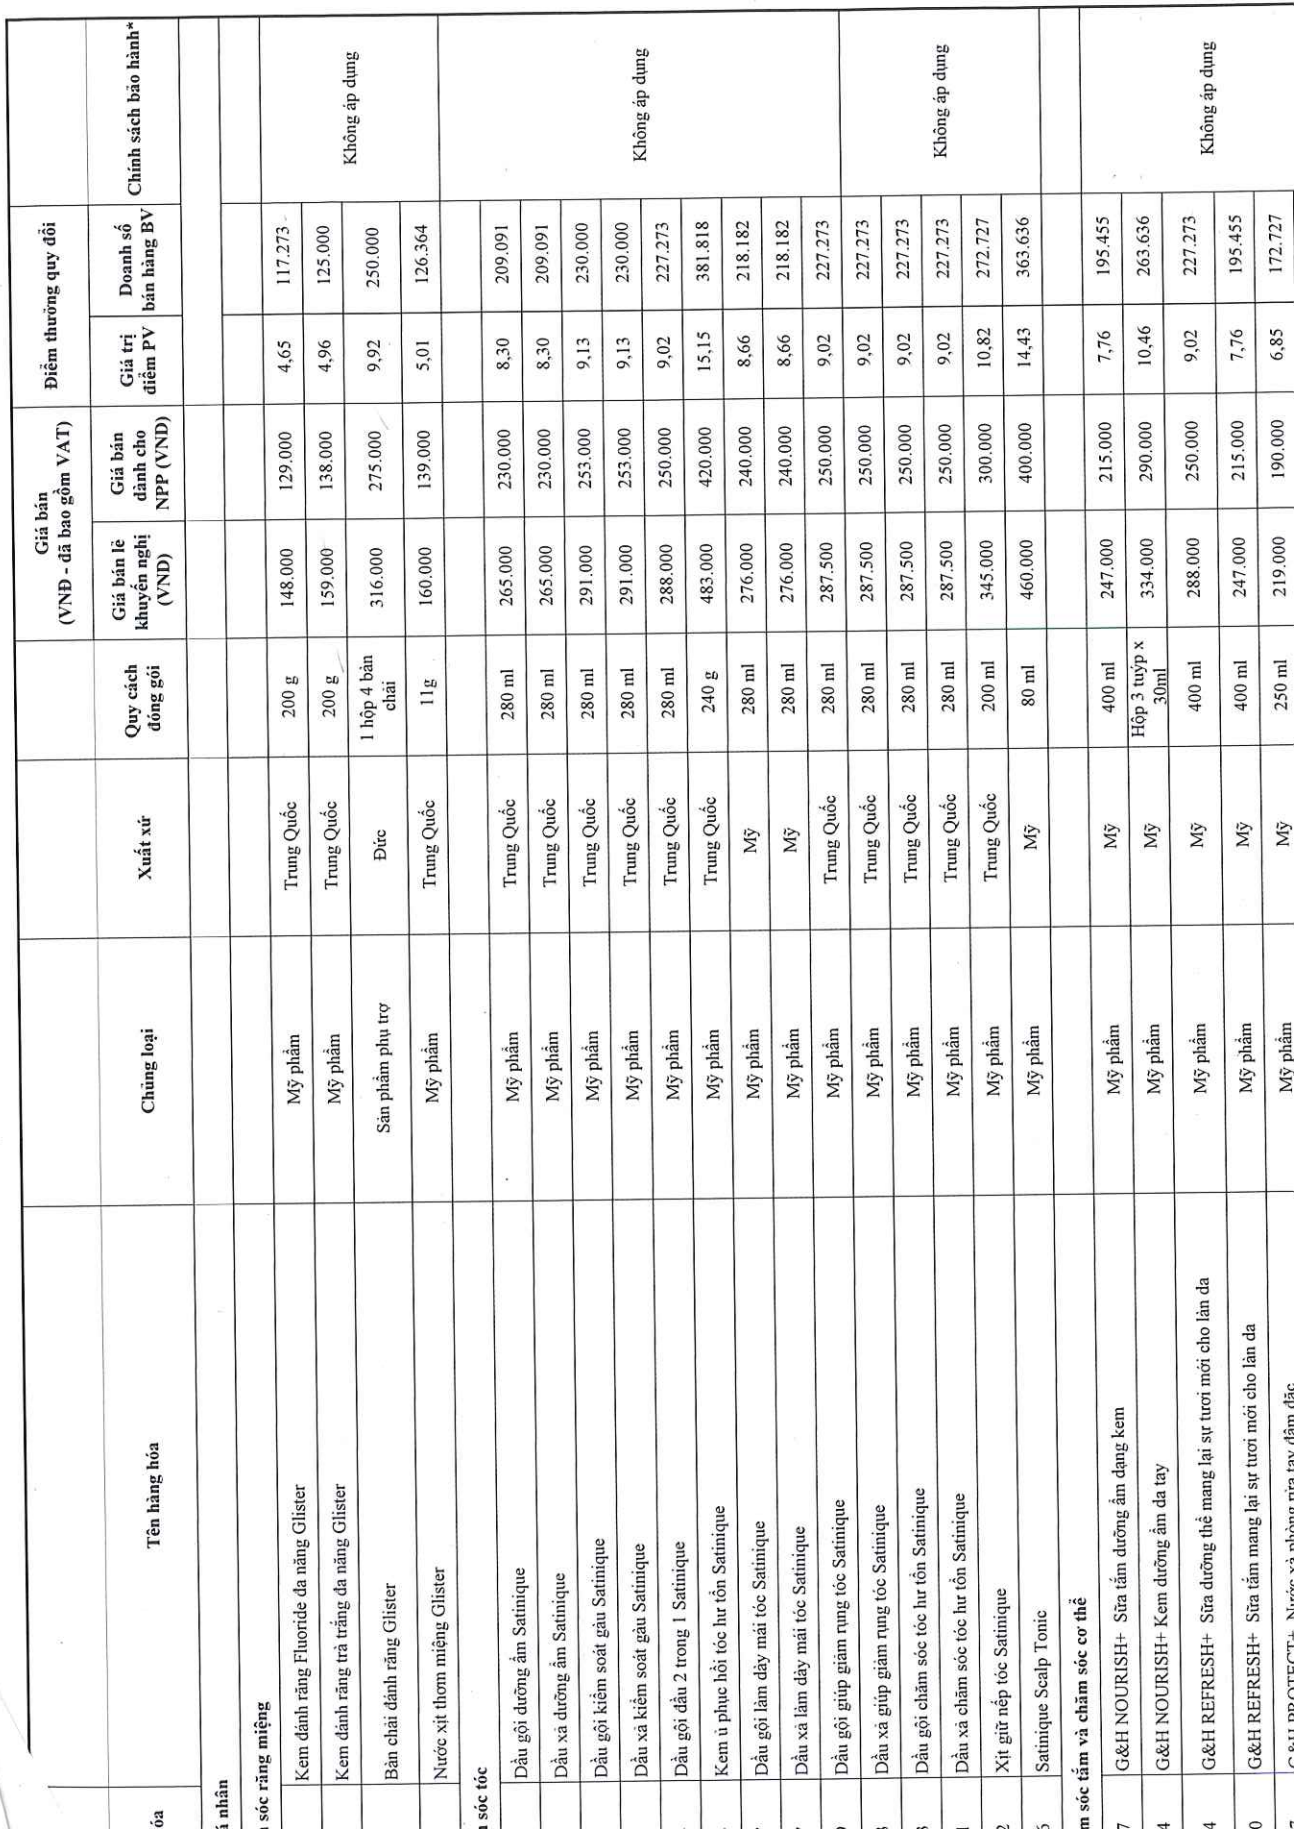 óa
Tên hàng hóa
Chủng loại
Xuất xứ
Quy cách
đóng gói
Giá bán
(VNĐ - đã bao gồm VAT)
Giá bán lẻ
khuyến nghị
(VND)
Giá bán
dành cho
NPP (VND)
Điểm thưởng quy đổi
Giá trị
điểm PV
Doanh số
bán hàng BV
Chính sách bảo hành*
á nhân
sóc răng miệng
Kem đánh răng Fluoride đa năng Glister Mỹ phẩm Trung Quốc 200 g 148.000 129.000 4,65 117.273
Kem đánh răng trà trắng đa năng Glister Mỹ phẩm Trung Quốc 200 g 159.000 138.000 4,96 125.000
Bàn chải đánh răng Glister Sản phẩm phụ trợ Đức 1 hộp 4 bàn
chải 316.000 275.000 9,92 250.000
Nước xịt thơm miệng Glister Mỹ phẩm Trung Quốc 11g 160.000 139.000 5,01 126.364
Không áp dụng
sóc tóc
Dầu gội dưỡng ẩm Satinique Mỹ phẩm Trung Quốc 280 ml 265.000 230.000 8,30 209.091
Dầu xả dưỡng ẩm Satinique Mỹ phẩm Trung Quốc 280 ml 265.000 230.000 8,30 209.091
Dầu gội kiểm soát gàu Satinique Mỹ phẩm Trung Quốc 280 ml 291.000 253.000 9,13 230.000
Dầu xả kiểm soát gàu Satinique Mỹ phẩm Trung Quốc 280 ml 291.000 253.000 9,13 230.000
Dầu gội đầu 2 trong 1 Satinique Mỹ phẩm Trung Quốc 280 ml 288.000 250.000 9,02 227.273
Kem ủ phục hồi tóc hư tổn Satinique Mỹ phẩm Trung Quốc 240 g 483.000 420.000 15,15 381.818
Dầu gội làm dày mái tóc Satinique Mỹ phẩm Mỹ 280 ml 276.000 240.000 8,66 218.182
Dầu xả làm dày mái tóc Satinique Mỹ phẩm Mỹ 280 ml 276.000 240.000 8,66 218.182
Không áp dụng
Dầu gội giúp giảm rụng tóc Satinique Mỹ phẩm Trung Quốc 280 ml 287.500 250.000 9,02 227.273
Dầu xả giúp giảm rụng tóc Satinique Mỹ phẩm Trung Quốc 280 ml 287.500 250.000 9,02 227.273
Dầu gội chăm sóc tóc hư tổn Satinique Mỹ phẩm Trung Quốc 280 ml 287.500 250.000 9,02 227.273
Dầu xả chăm sóc tóc hư tổn Satinique Mỹ phẩm Trung Quốc 280 ml 287.500 250.000 9,02 227.273
Xịt giữ nếp tóc Satinique Mỹ phẩm Trung Quốc 200 ml 345.000 300.000 10,82 272.727
Satinique Scalp Tonic Mỹ phẩm Mỹ 80 ml 460.000 400.000 14,43 363.636
Không áp dụng
m sóc tắm và chăm sóc cơ thể
G&H NOURISH+ Sữa tắm dưỡng ẩm dạng kem Mỹ phẩm Mỹ 400 ml 247.000 215.000 7,76 195.455
G&H NOURISH+ Kem dưỡng ẩm da tay Mỹ phẩm Mỹ Hộp 3 tuýp x
30ml 334.000 290.000 10,46 263.636
G&H REFRESH+ Sữa dưỡng thể mang lại sự tươi mới cho làn da Mỹ phẩm Mỹ 400 ml 288.000 250.000 9,02 227.273
G&H REFRESH+ Sữa tắm mang lại sự tươi mới cho làn da Mỹ phẩm Mỹ 400 ml 247.000 215.000 7,76 195.455
G&H PROTECT+ Nước xà phòng rửa tay đậm đặc Mỹ phẩm Mỹ 250 ml 219.000 190.000 6,85 172.727
Không áp dụng